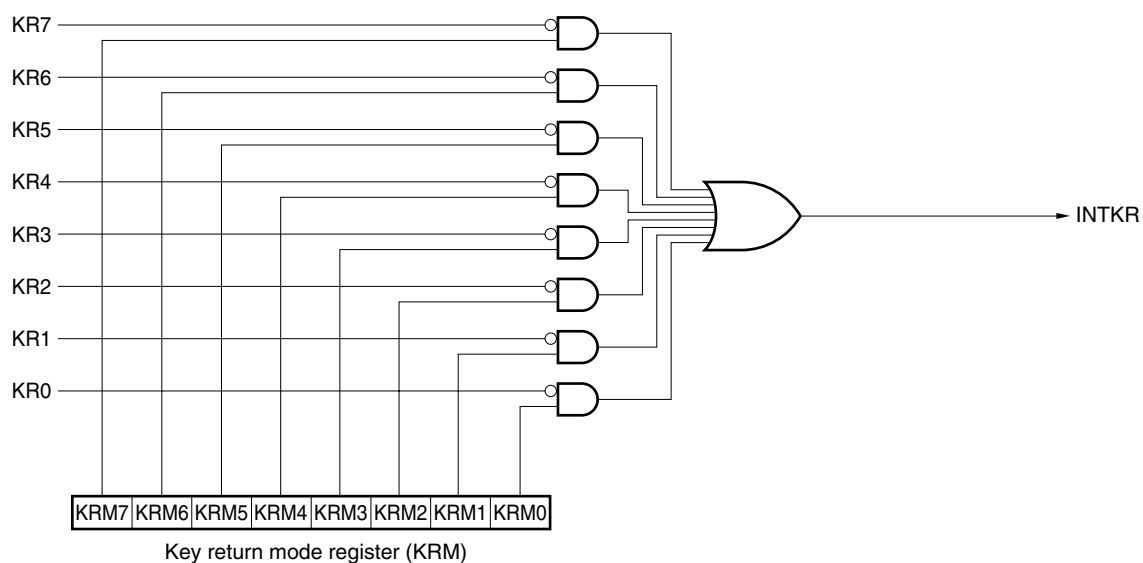 KR7
KR6
KR5
KR4
KR3
INTKR
KR2
KR1
KR0
KRM7 KRM6 KRM5 KRM4 KRM3 KRM2 KRM1 KRM0
Key return mode register (KRM)